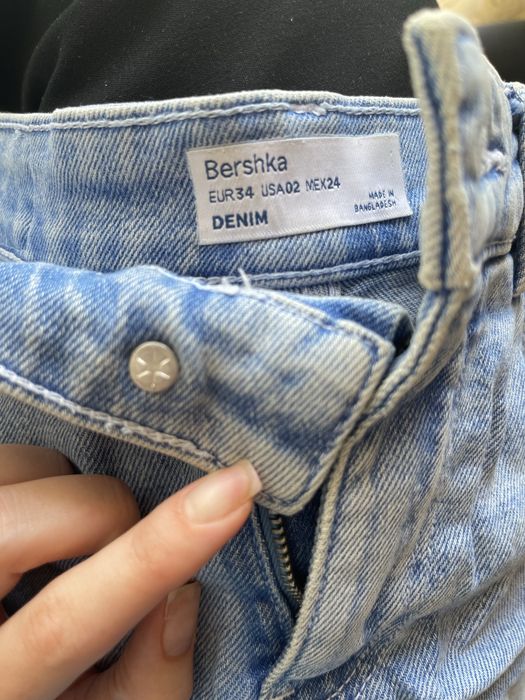 Bershka
EUR34 USA02 MEX24
DENIM
MADE IN
BANGLADESH